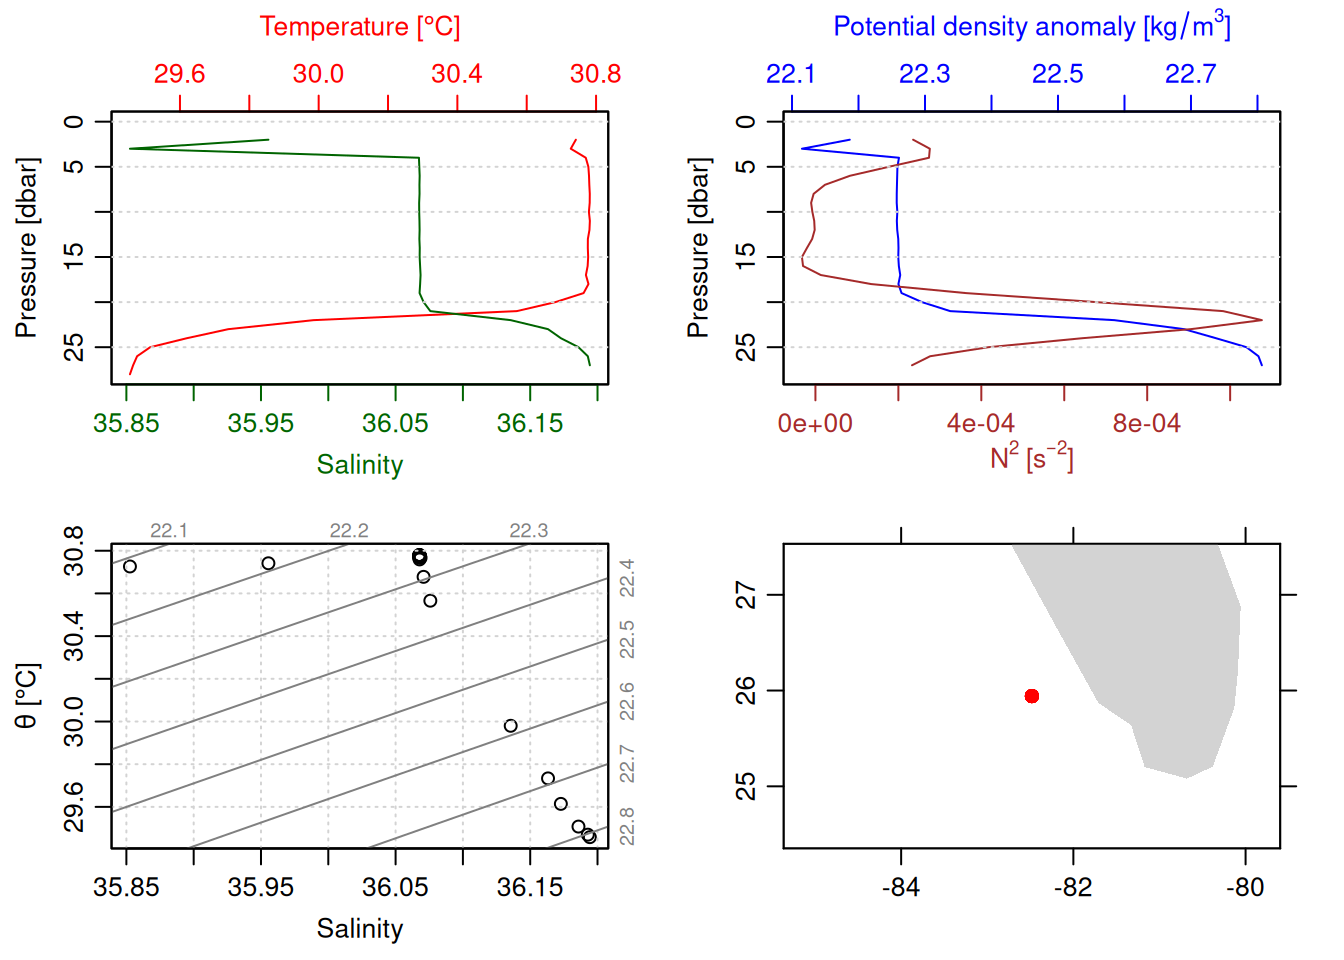 Temperature [°C]
29.6 30.0 30.4 30.8
Pressure [dbar]
0
5
15
25
35.85 35.95 36.05 36.15
Salinity
Potential density anomaly [kg/m³]
22.1 22.3 22.5 22.7
Pressure [dbar]
0
5
15
25
0e+00 4e-04 8e-04
N² [s⁻²]
22.1 22.2 22.3
22.4
22.5
22.6
22.7
22.8
θ [°C]
30.8
30.4
30.0
29.6
35.85 35.95 36.05 36.15
Salinity
27
26
25
-84 -82 -80